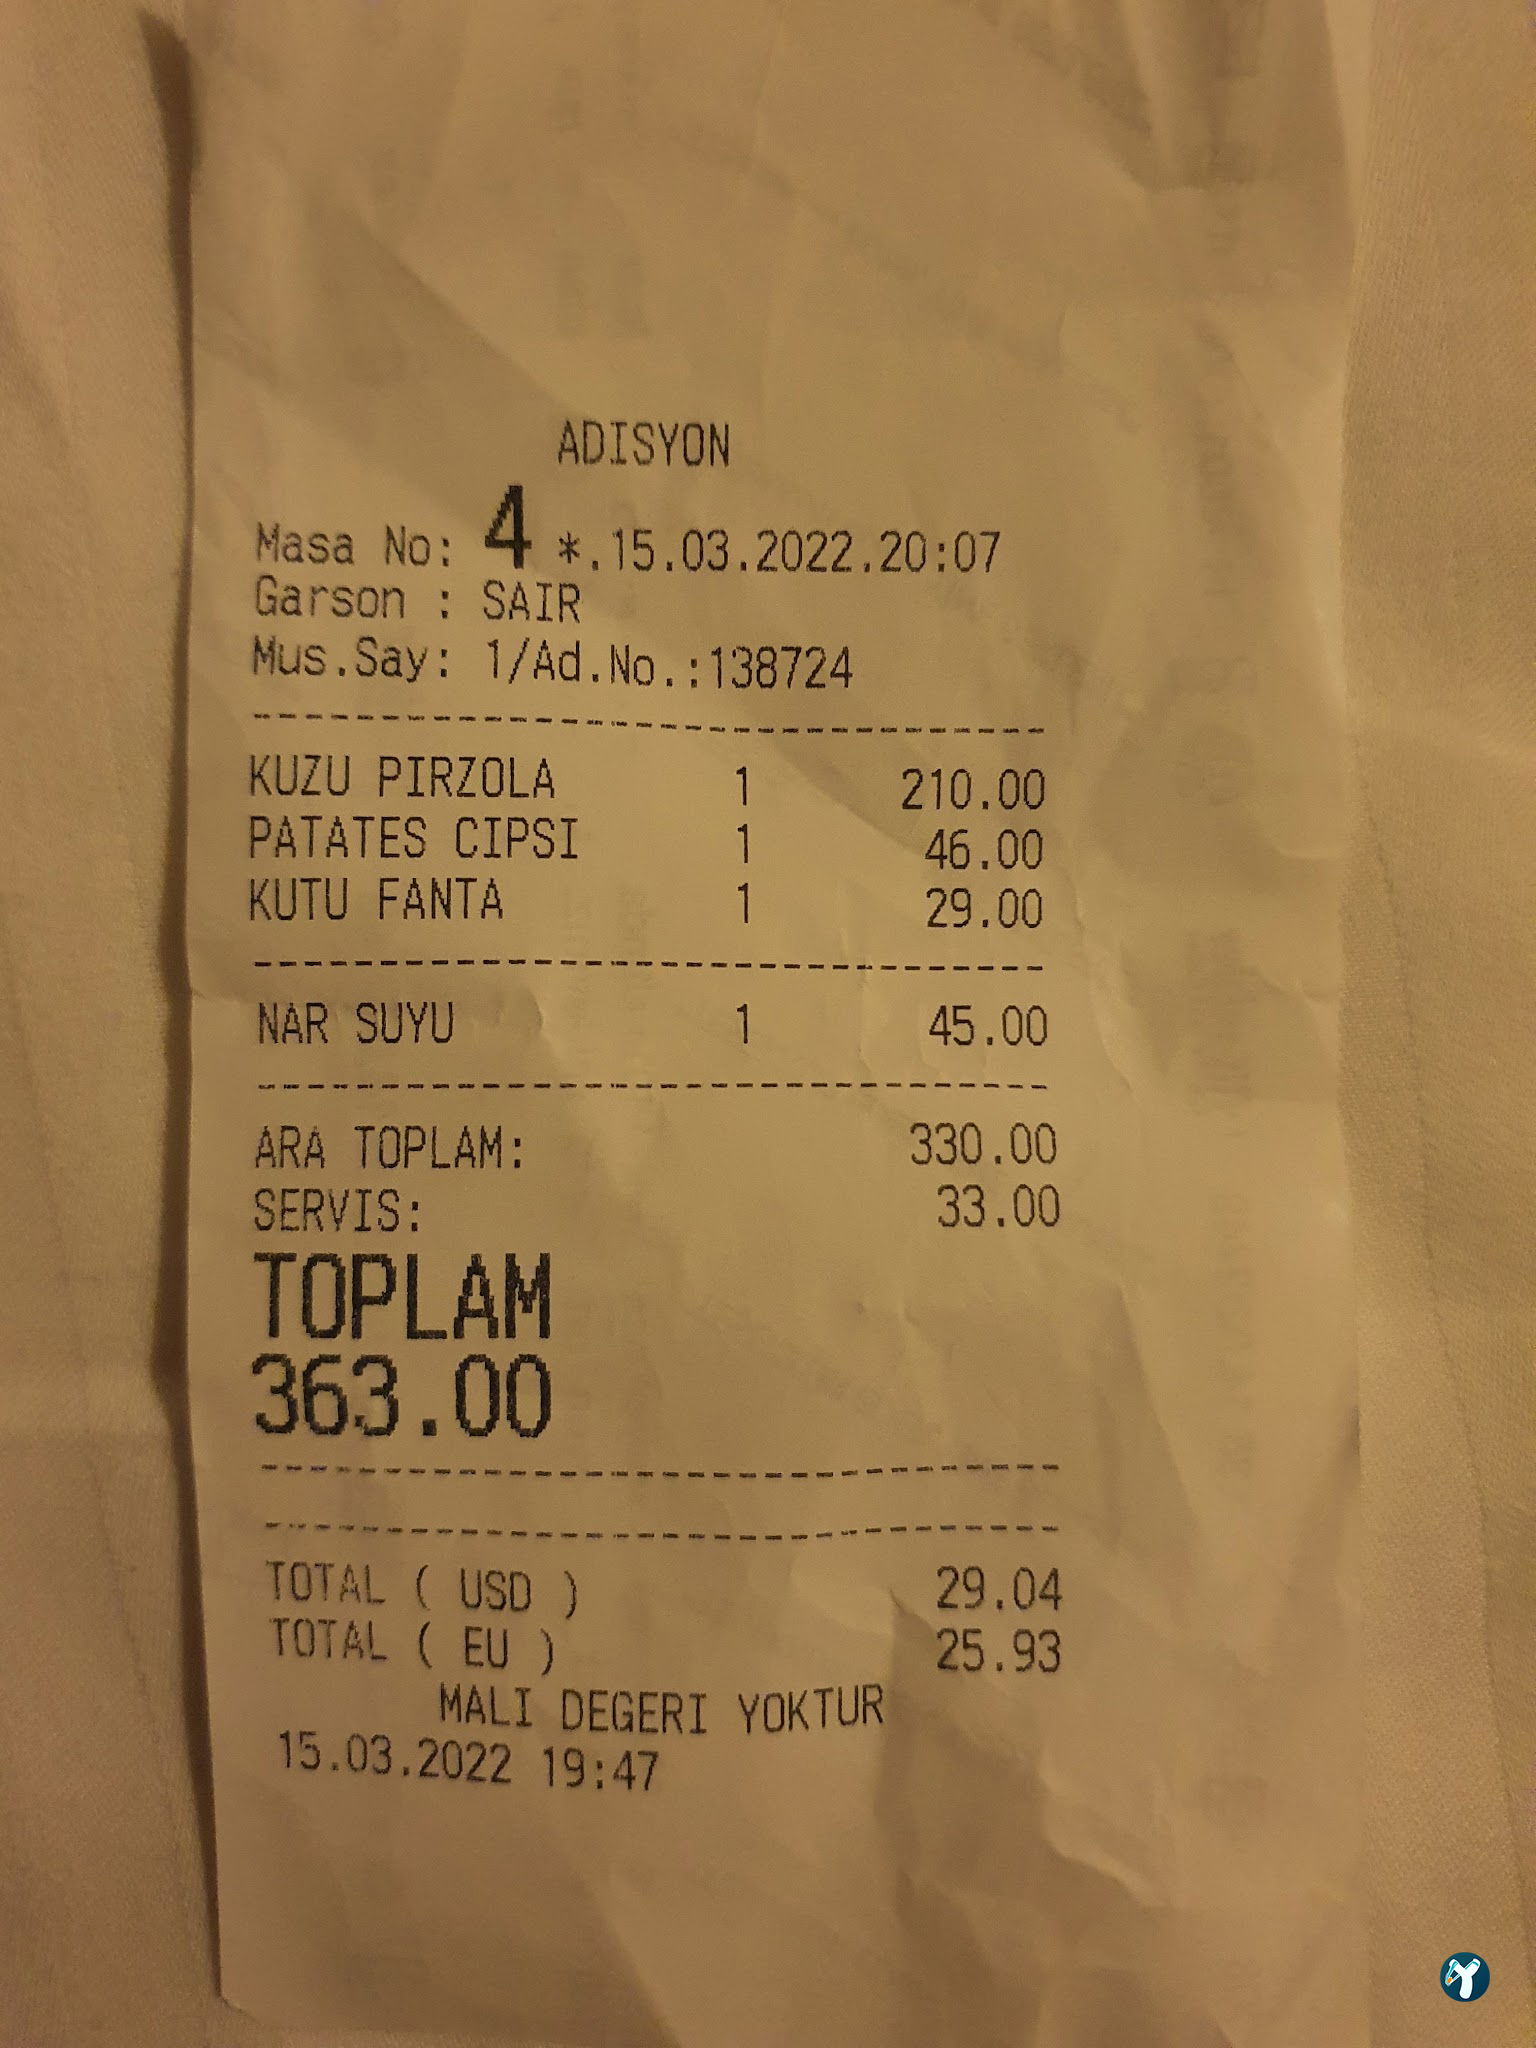 ADISYON
Masa No: 4 *.15.03.2022.20:07
Garson : SAIR
Mus.Say: 1/Ad.No.:138724
KUZU PIRZOLA 1 210.00
PATATES CIPSI 1 46.00
KUTU FANTA 1 29.00
NAR SUYU 1 45.00
ARA TOPLAM: 330.00
SERVIS: 33.00
TOPLAM
363.00
TOTAL ( USD ) 29.04
TOTAL ( EU ) 25.93
MALI DEGERI YOKTUR
15.03.2022 19:47